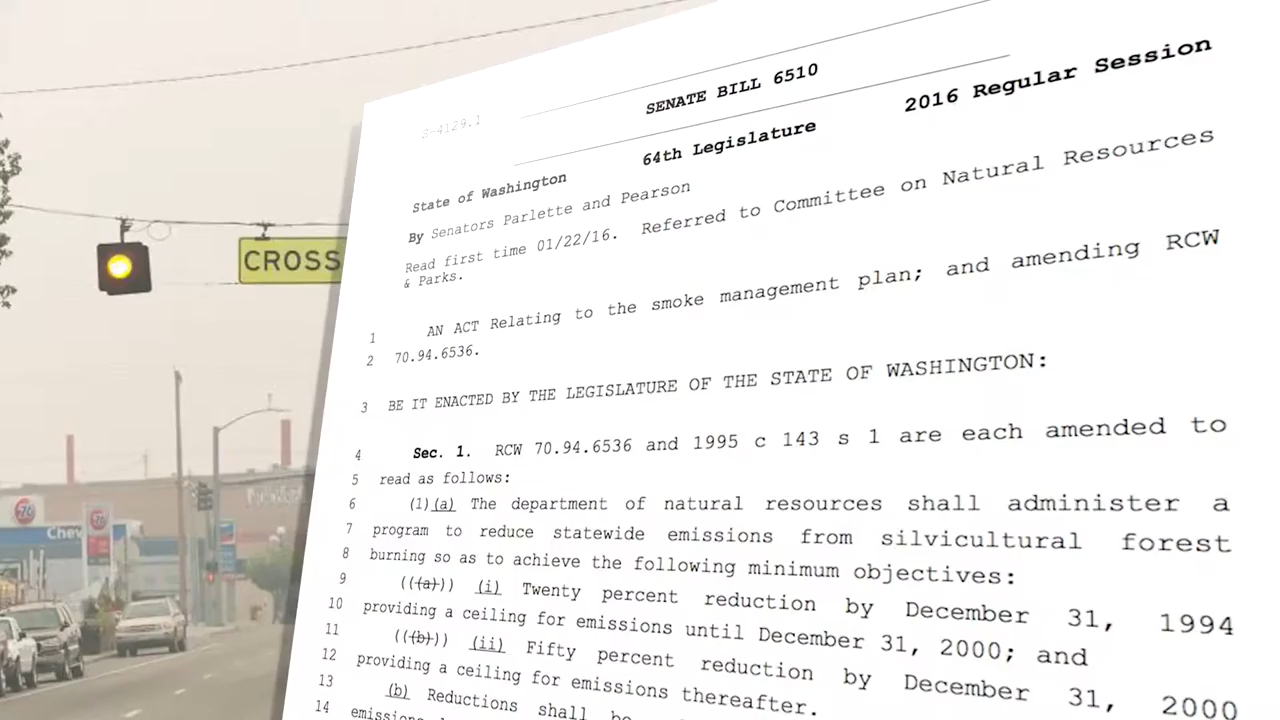 S-4129.1
SENATE BILL 6510
State of Washington 64th Legislature 2016 Regular Session
By Senators Parlette and Pearson
Read first time 01/22/16. Referred to Committee on Natural Resources
& Parks.
1 AN ACT Relating to the smoke management plan; and amending RCW
2 70.94.6536.
3 BE IT ENACTED BY THE LEGISLATURE OF THE STATE OF WASHINGTON:
4 Sec. 1. RCW 70.94.6536 and 1995 c 143 s 1 are each amended to
5 read as follows:
6 (1)(a) The department of natural resources shall administer a
7 program to reduce statewide emissions from silvicultural forest
8 burning so as to achieve the following minimum objectives:
9 (((a))) (i) Twenty percent reduction by December 31, 1994
10 providing a ceiling for emissions until December 31, 2000; and
11 (((b))) (ii) Fifty percent reduction by December 31, 2000
12 providing a ceiling for emissions thereafter.
13 (b) Reductions shall be
14 emissions
CROSS
76
76
Chev